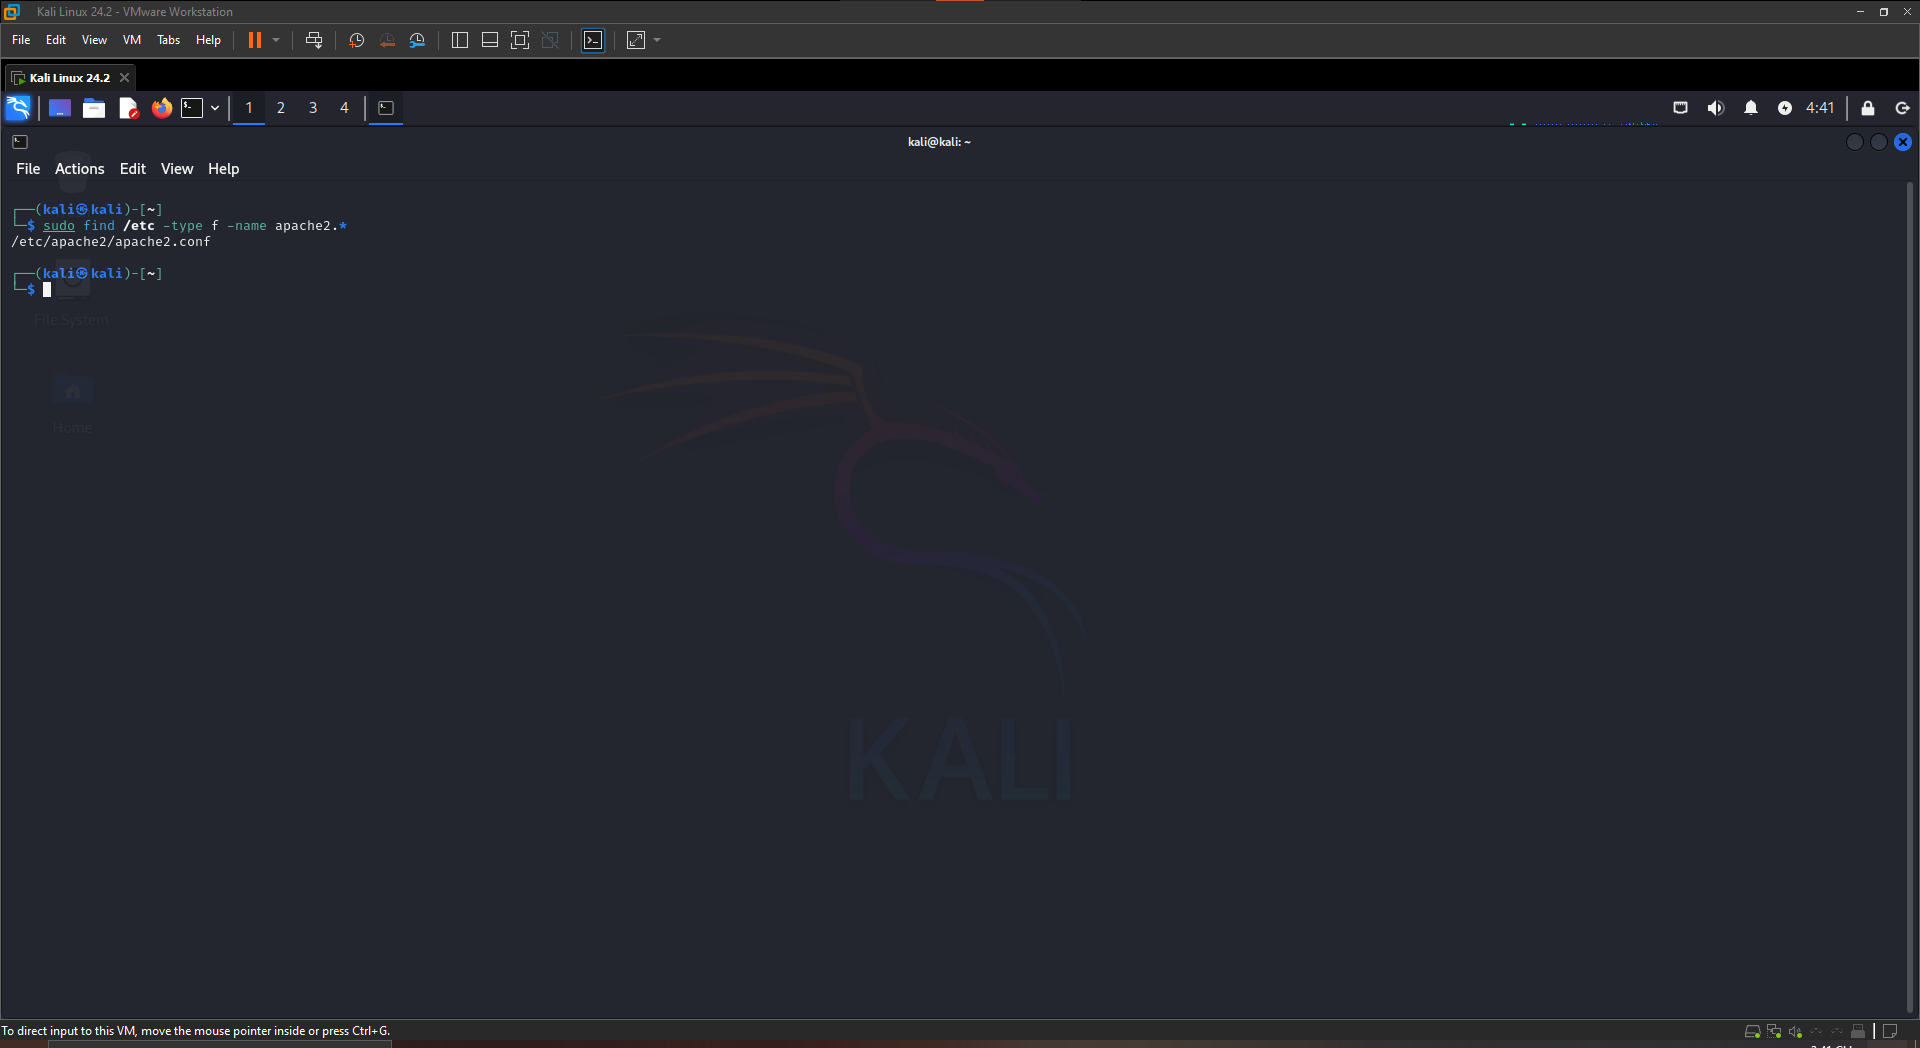 Kali Linux 24.2 - VMware Workstation
File Edit View VM Tabs Help
Kali Linux 24.2
1 2 3 4
4:41
kali@kali: ~
File Actions Edit View Help
┌──(kali㉿kali)-[~]
└─$ sudo find /etc -type f -name apache2.*
/etc/apache2/apache2.conf
┌──(kali㉿kali)-[~]
└─$
File System
Home
KALI
To direct input to this VM, move the mouse pointer inside or press Ctrl+G.